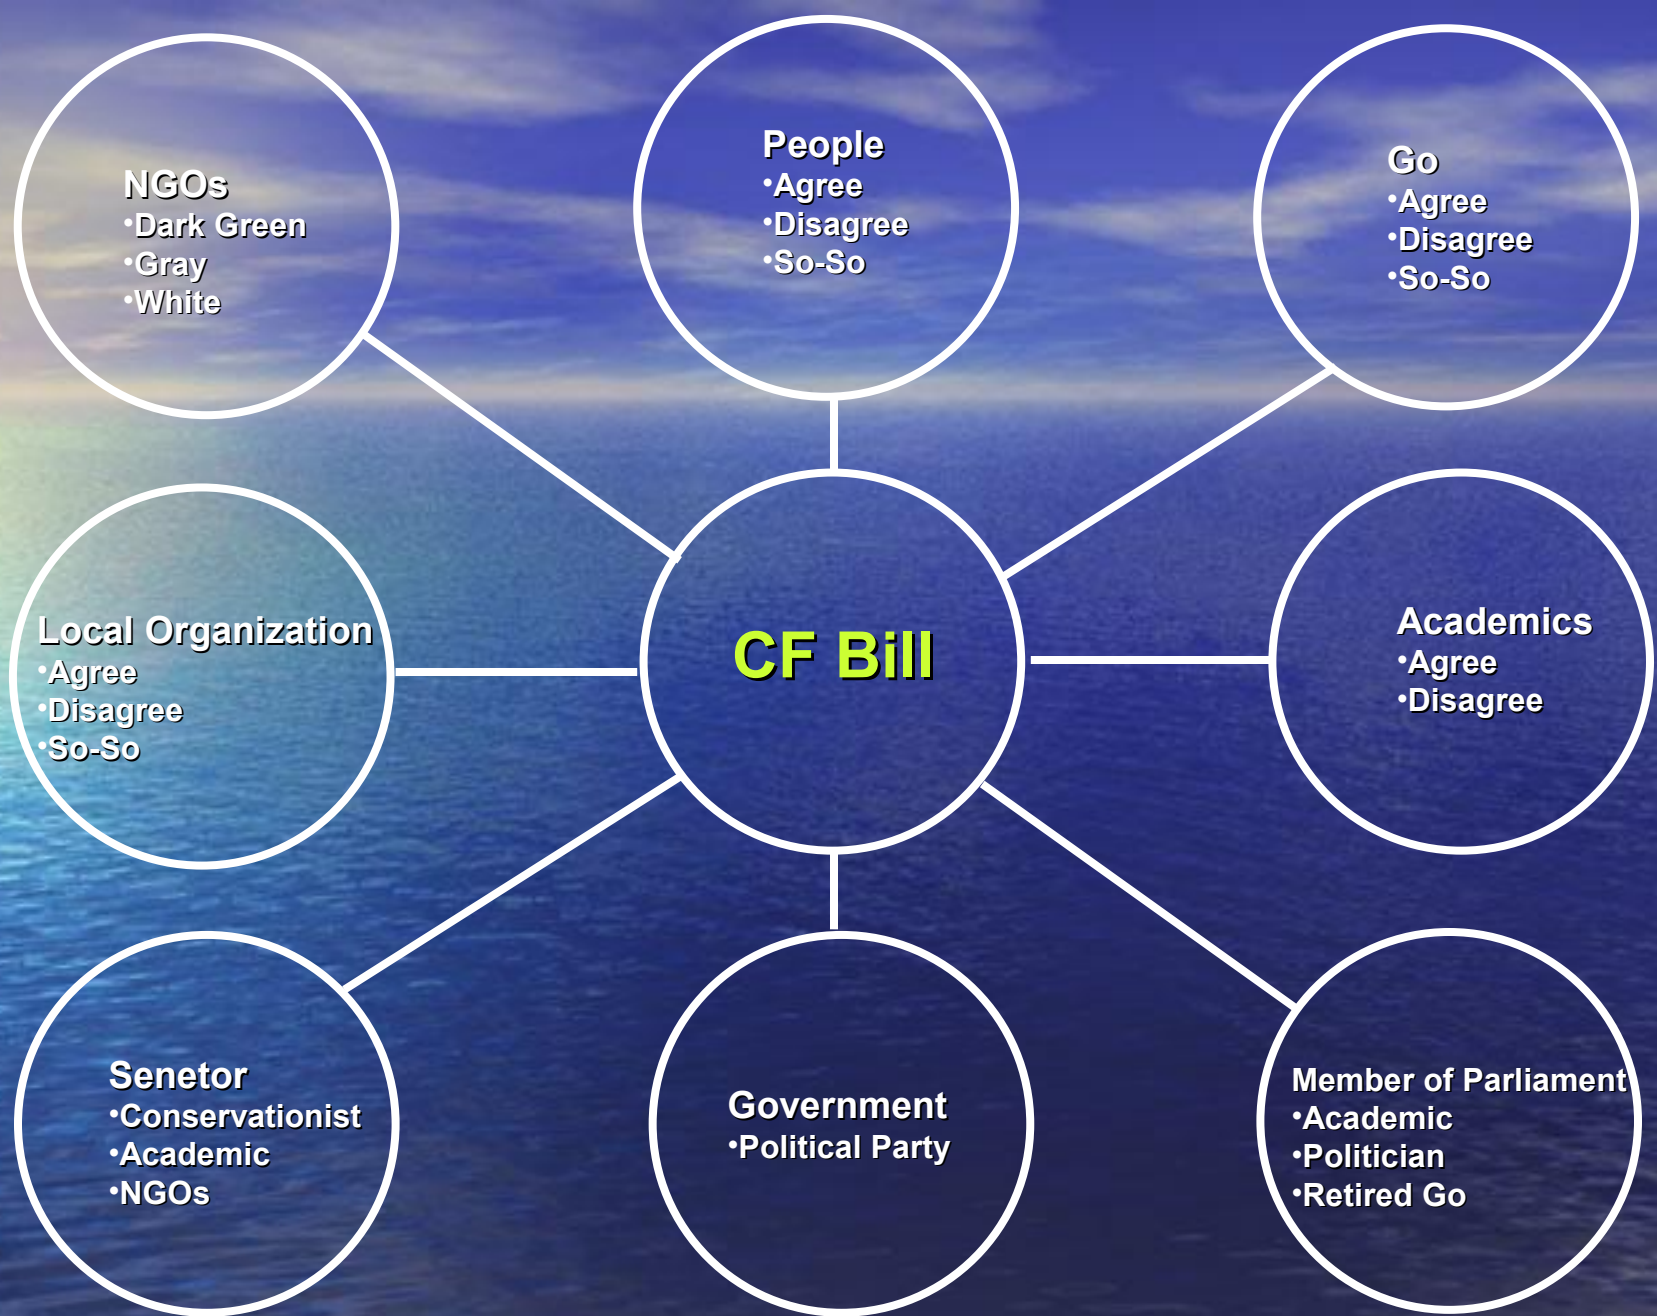 NGOs
•Dark Green
•Gray
•White
People
•Agree
•Disagree
•So-So
Go
•Agree
•Disagree
•So-So
Local Organization
•Agree
•Disagree
•So-So
CF Bill
Academics
•Agree
•Disagree
Senetor
•Conservationist
•Academic
•NGOs
Government
•Political Party
Member of Parliament
•Academic
•Politician
•Retired Go